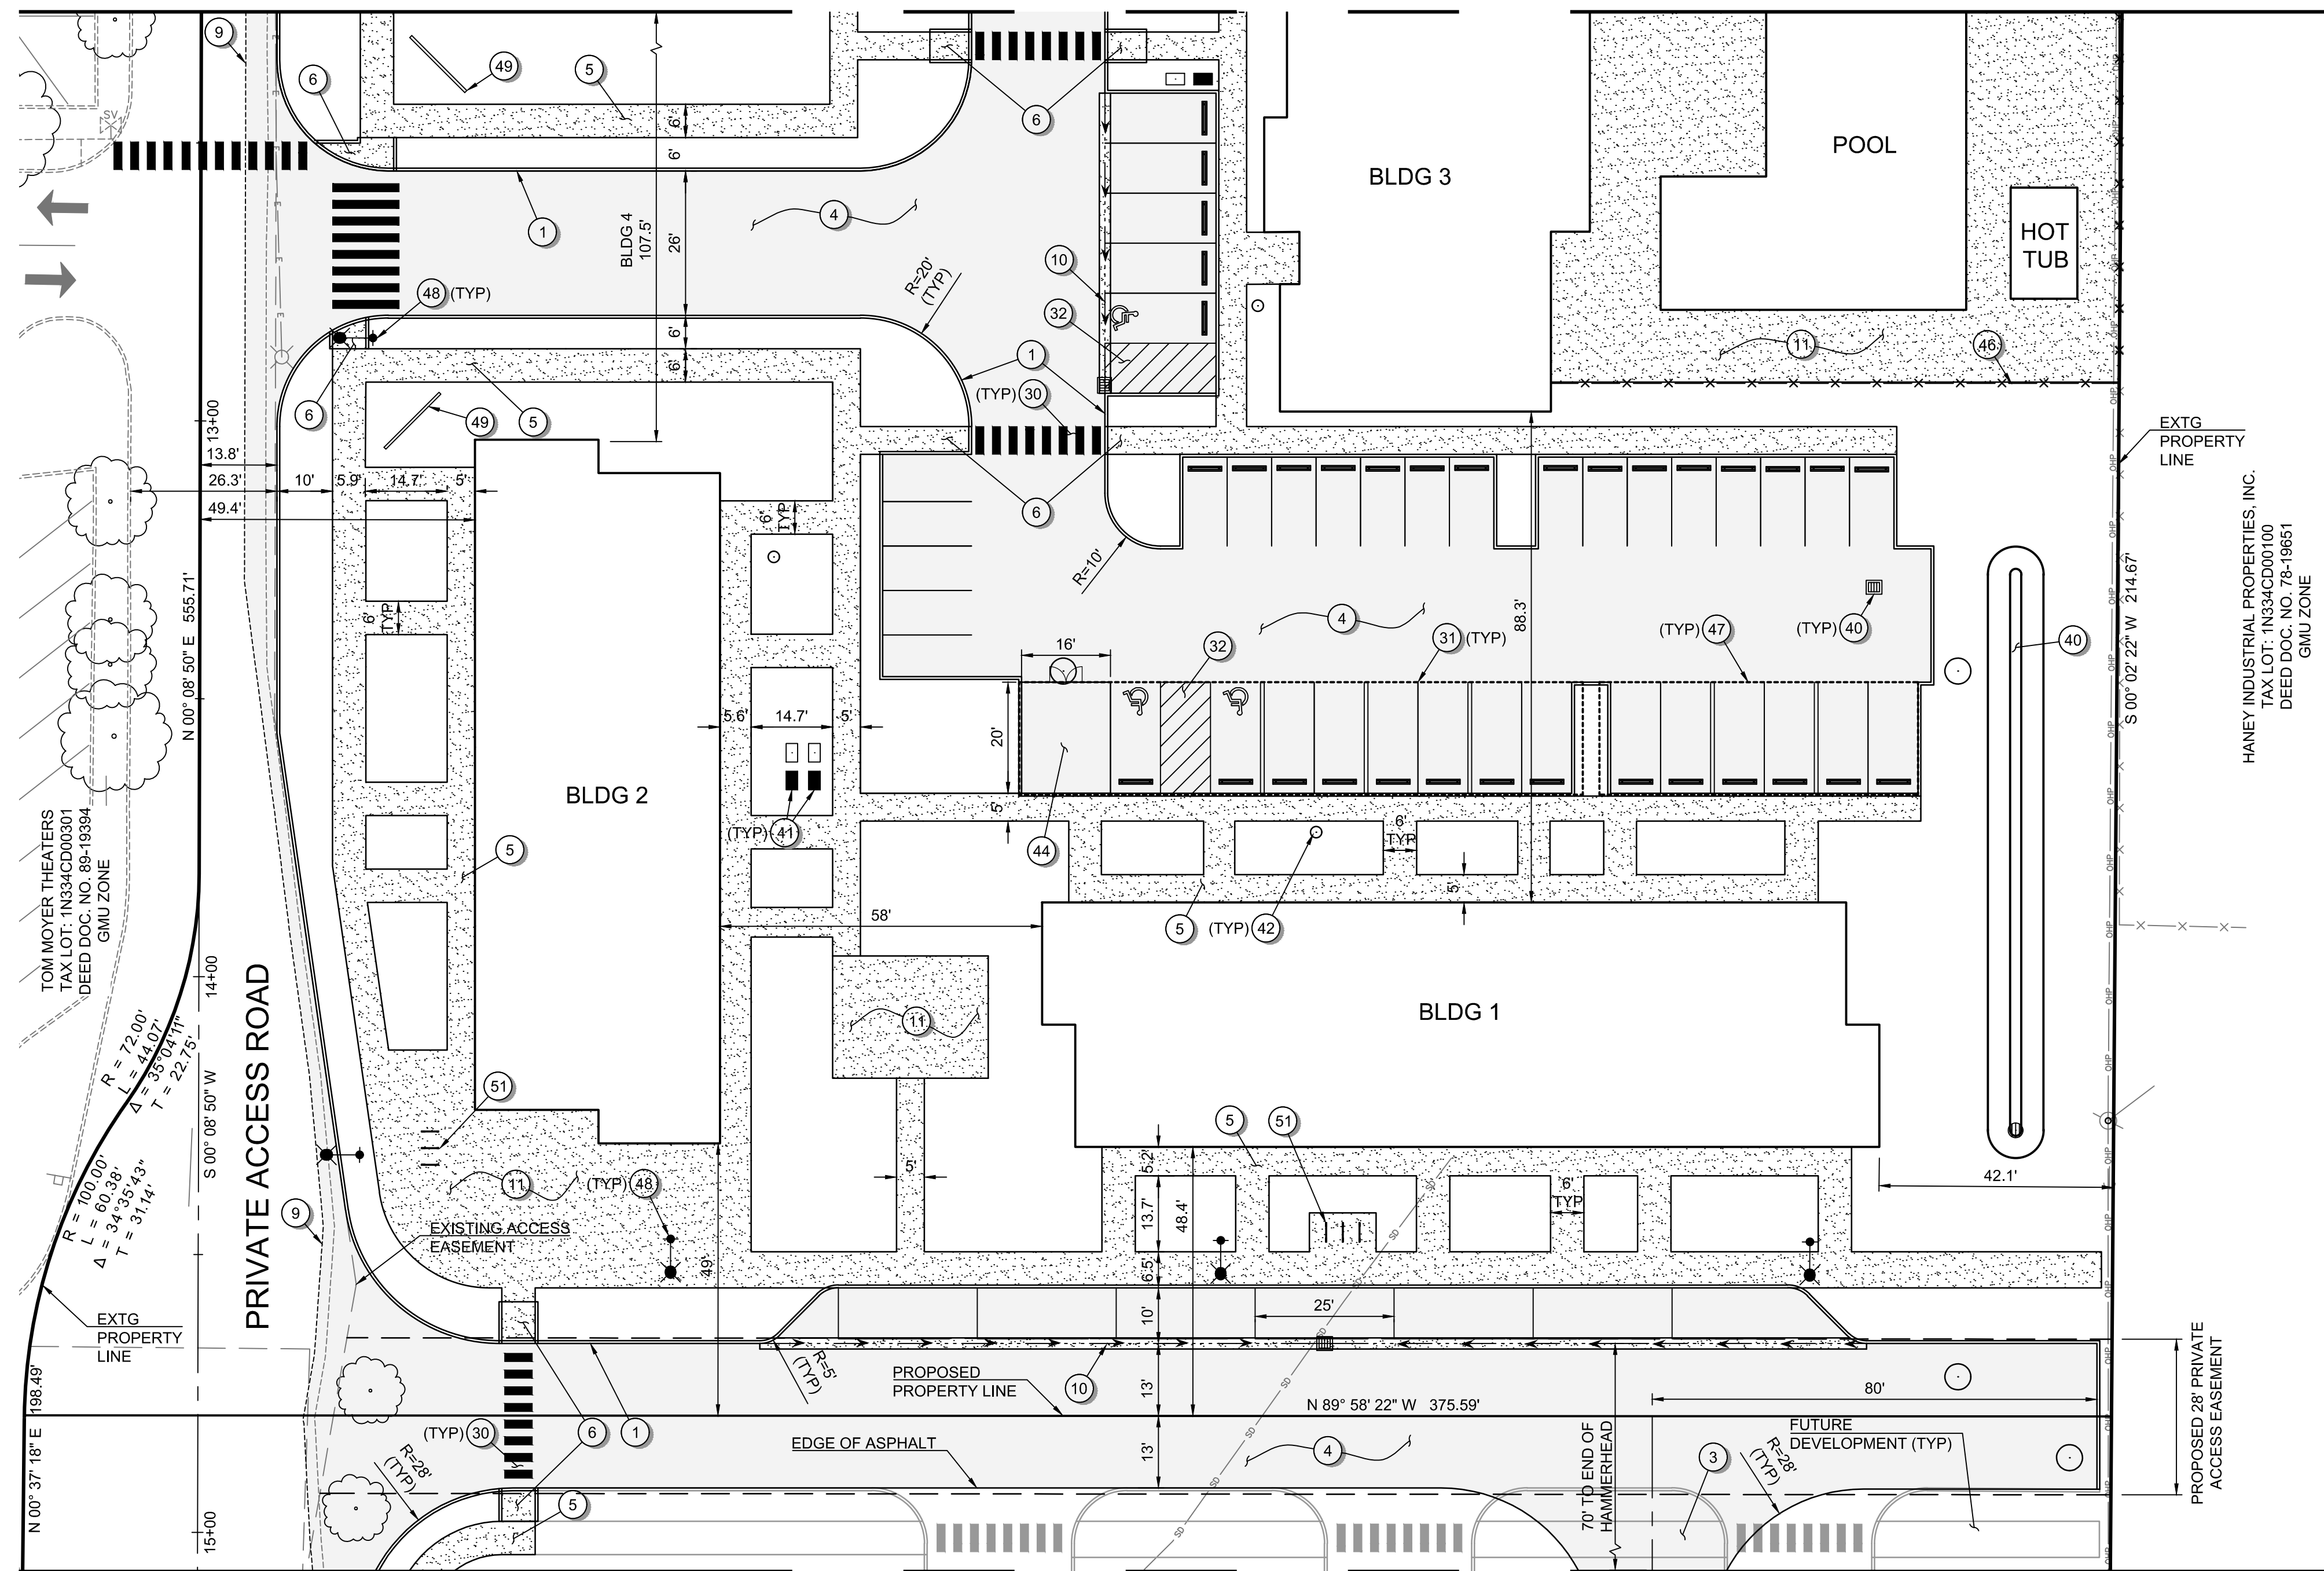 9
6
49
5
6
SV
6'
6'
BLDG 4
107.5'
26'
1
4
48 (TYP)
R=20'
(TYP)
10
32
1
(TYP) 30
6
BLDG 3
POOL
HOT
TUB
11
46
6'
6'
6
49
5
13+00
13.8'
26.3'
49.4'
10'
5.9'
14.7'
5'
6'
TYP
6'
TYP
N 00° 08' 50" E 555.71'
6
R=10'
EXTG
PROPERTY
LINE
HANEY INDUSTRIAL PROPERTIES, INC.
TAX LOT: 1N334CD00100
DEED DOC. NO. 78-19651
GMU ZONE
S 00° 02' 22" W 214.67'
OHP
88.3'
4
16'
32
31 (TYP)
(TYP) 47
(TYP) 40
40
20'
5'
44
5.6'
14.7'
5'
(TYP) 41
BLDG 2
5
6'
TYP
5'
5
(TYP) 42
58'
TOM MOYER THEATERS
TAX LOT: 1N334CD00301
DEED DOC. NO. 89-19394
GMU ZONE
14+00
PRIVATE ACCESS ROAD
R = 72.00'
L = 44.07'
Δ = 35°04'11"
T = 22.75'
S 00° 08' 50" W
R = 100.00'
L = 60.38'
Δ = 34°35'43"
T = 31.14'
11
BLDG 1
51
5'
5
51
5.2'
13.7'
48.4'
6.5'
6'
TYP
42.1'
11
(TYP) 48
49'
9
EXISTING ACCESS
EASEMENT
EXTG
PROPERTY
LINE
SD
25'
10'
R=5'
(TYP)
PROPOSED
PROPERTY LINE
10
13'
N 89° 58' 22" W 375.59'
80'
198.49'
N 00° 37' 18" E
(TYP) 30
6
1
EDGE OF ASPHALT
13'
4
70' TO END OF
HAMMERHEAD
3
R=28'
(TYP)
FUTURE
DEVELOPMENT (TYP)
PROPOSED 28' PRIVATE
ACCESS EASEMENT
R=28'
(TYP)
5
15+00